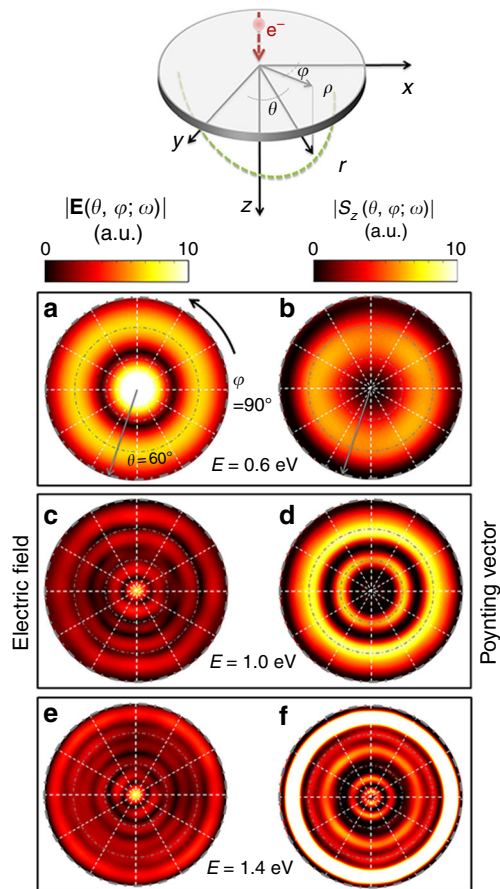 e⁻
φ
ρ
x
θ
y
r
z
|E(θ, φ; ω)|
(a.u.)
0 10
|S_z (θ, φ; ω)|
(a.u.)
0 10
a b
φ
=90°
θ = 60°
E = 0.6 eV
c d
E = 1.0 eV
e f
E = 1.4 eV
Electric field
Poynting vector